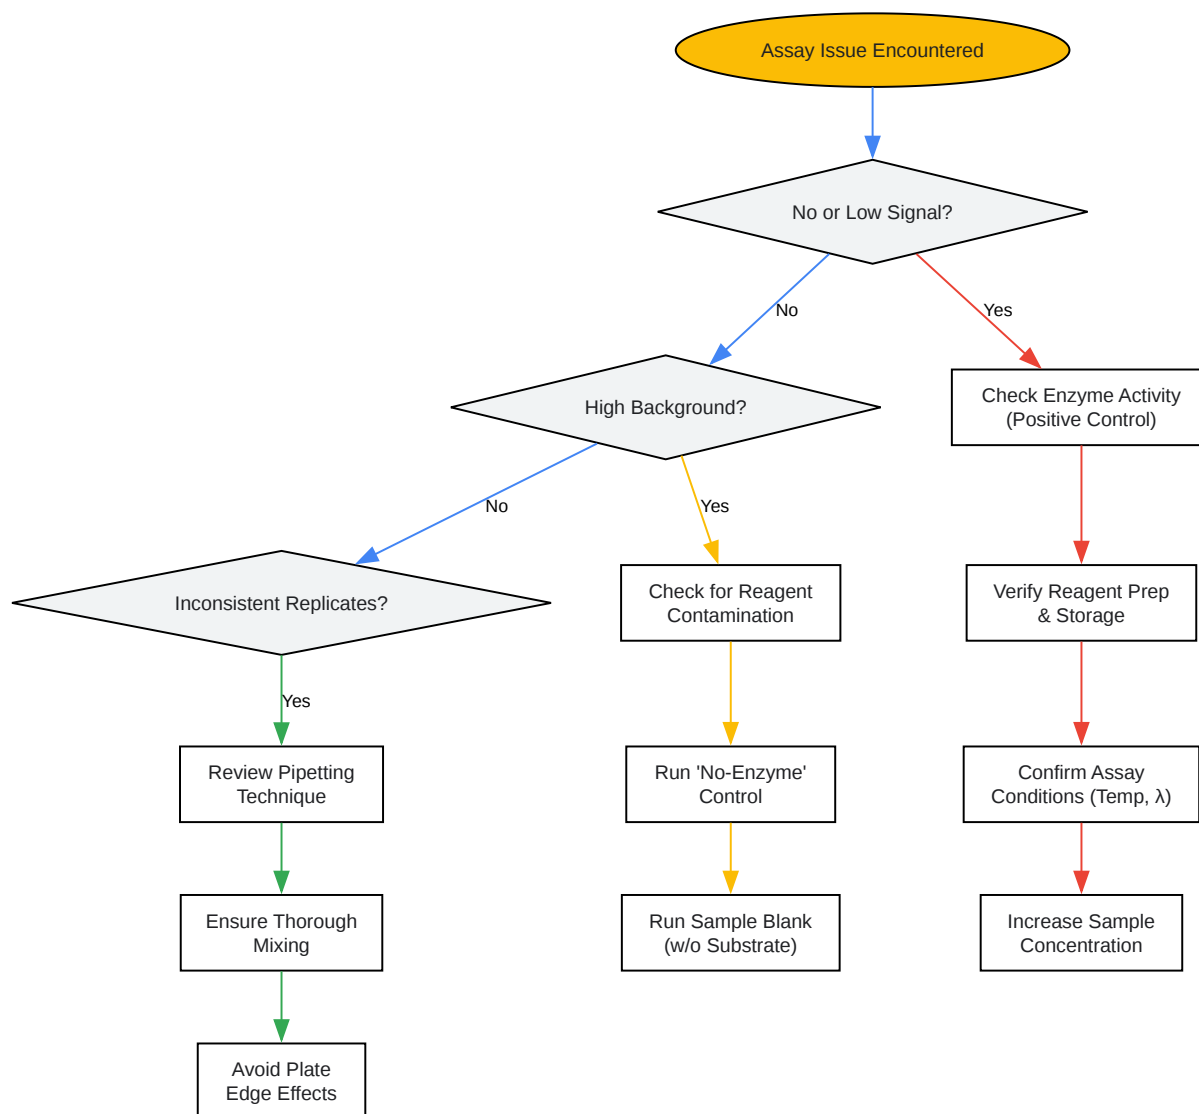 Assay Issue Encountered
No or Low Signal?
No
Yes
High Background?
Check Enzyme Activity
(Positive Control)
No
Yes
Inconsistent Replicates?
Check for Reagent
Contamination
Verify Reagent Prep
& Storage
Yes
Review Pipetting
Technique
Run 'No-Enzyme'
Control
Confirm Assay
Conditions (Temp, λ)
Ensure Thorough
Mixing
Run Sample Blank
(w/o Substrate)
Increase Sample
Concentration
Avoid Plate
Edge Effects